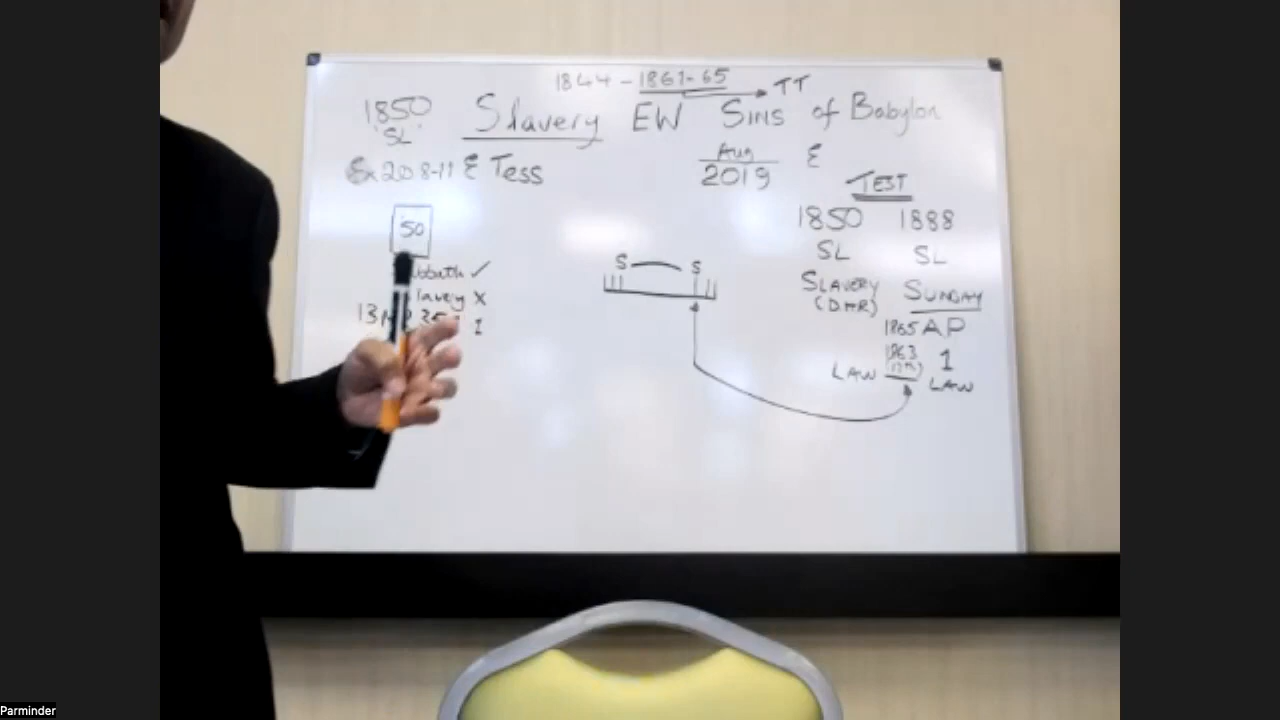 1844 - 1861-65 → TT
1850 Slavery EW Sins of Babylon
'SL'
Ex 20 8-11 & Tess
Aug
2019
E
TEST
'50
1850 1888
SL SL
S S
SLAVERY SUNDAY
X
1865 AP
1863
1
LAW LAW
Parminder